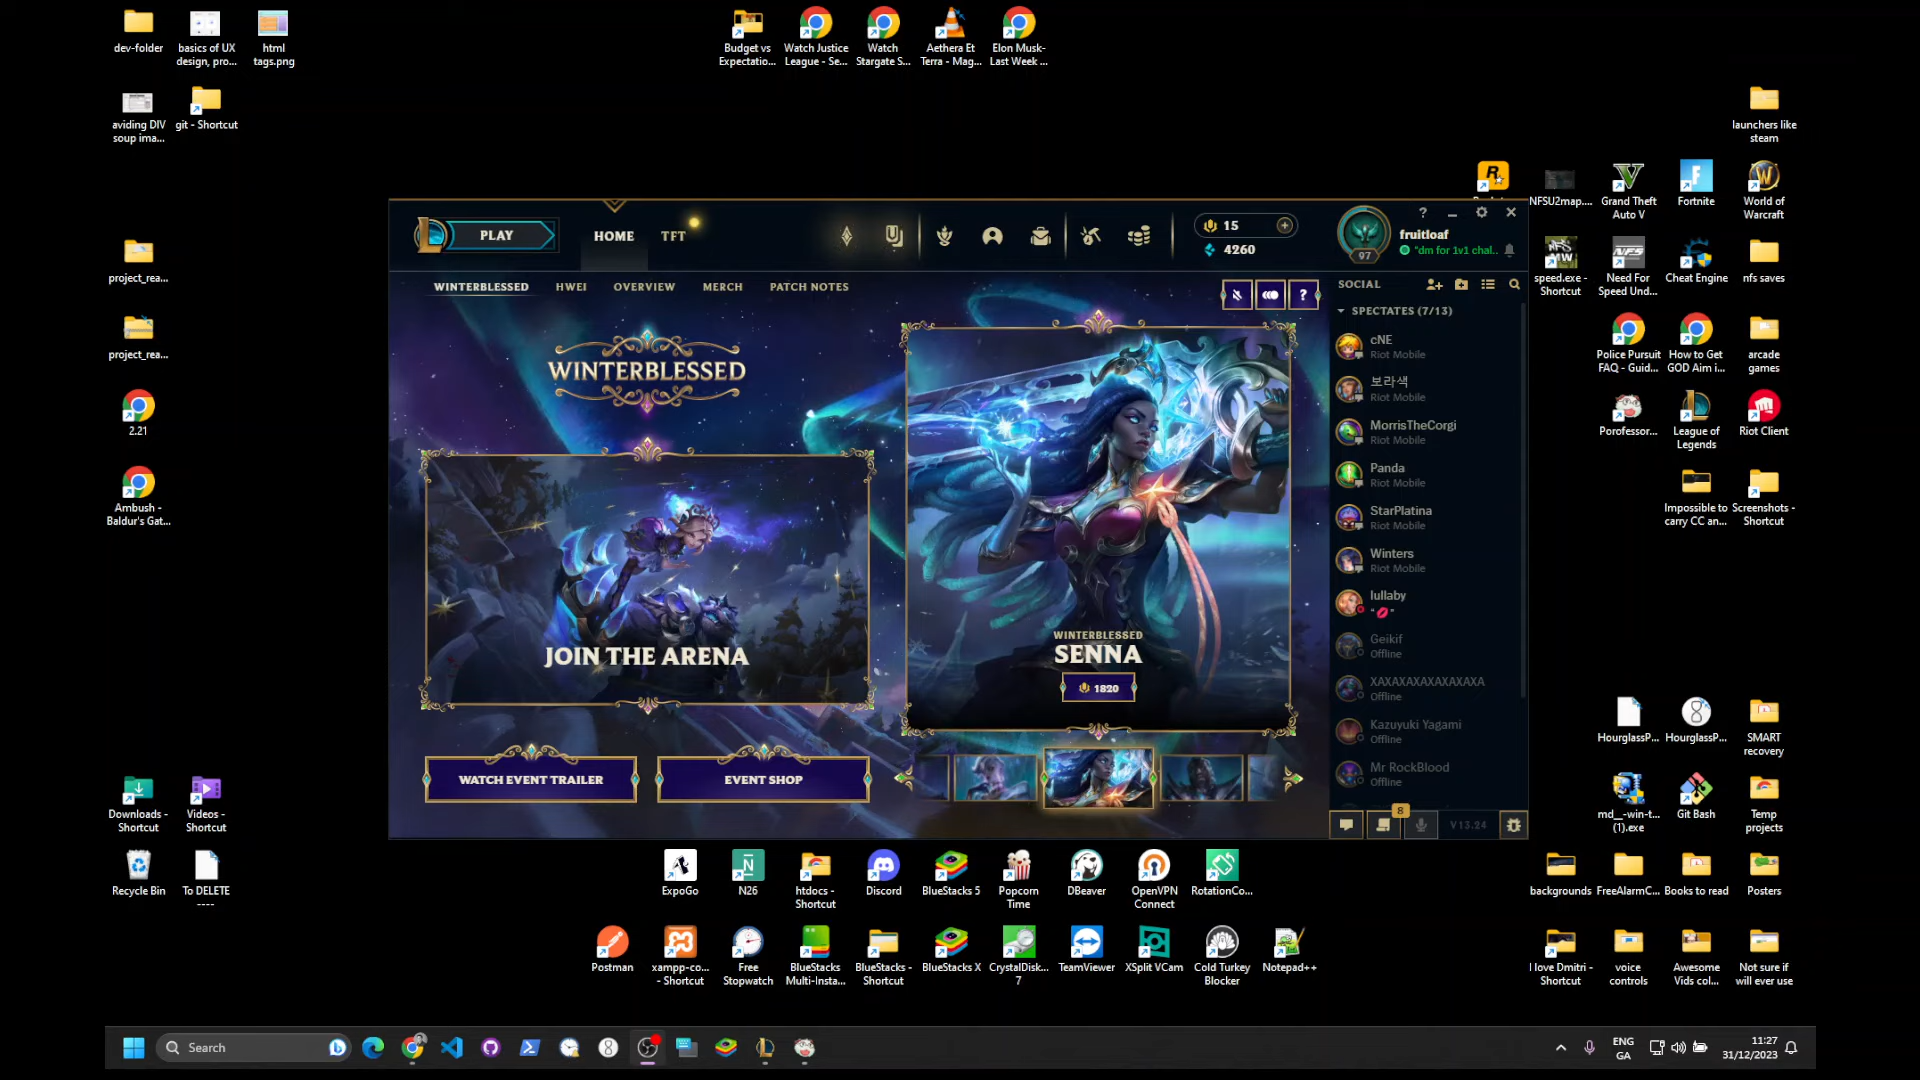 dev-folder
basics of UX
design, pro...
html
tags.png
aviding DIV
soup ima...
git - Shortcut
Budget vs
Expectatio...
Watch Justice
League - Se...
Watch
Stargate S...
Aethera Et
Terra - Mag...
Elon Musk-
Last Week ...
launchers like
steam
NFSU2map....
Grand Theft
Auto V
Fortnite
World of
Warcraft
speed.exe -
Shortcut
Need For
Speed Und...
Cheat Engine
nfs saves
Police Pursuit
FAQ - Guid...
How to Get
GOD Aim i...
arcade
games
Porofessor...
League of
Legends
Riot Client
Impossible to
carry CC an...
Screenshots -
Shortcut
project_rea...
project_rea...
2.21
Ambush -
Baldur's Gat...
PLAY
HOME
TFT
15
4260
97
fruitloaf
"dm for 1v1 chal..
WINTERBLESSED
HWEI
OVERVIEW
MERCH
PATCH NOTES
WINTERBLESSED
JOIN THE ARENA
WATCH EVENT TRAILER
EVENT SHOP
WINTERBLESSED
SENNA
1820
SOCIAL
SPECTATES (7/13)
cNE
Riot Mobile
보라색
Riot Mobile
MorrisTheCorgi
Riot Mobile
Panda
Riot Mobile
StarPlatina
Riot Mobile
Winters
Riot Mobile
lullaby
"💋"
Geikif
Offline
XAXAXAXAXAXAXAXA
Offline
Kazuyuki Yagami
Offline
Mr RockBlood
Offline
8
V13.24
HourglassP...
HourglassP...
SMART
recovery
md__-win-t...
(1).exe
Git Bash
Temp
projects
backgrounds
FreeAlarmC...
Books to read
Posters
I love Dmitri -
Shortcut
voice
controls
Awesome
Vids col...
Not sure if
will ever use
Downloads -
Shortcut
Videos -
Shortcut
Recycle Bin
To DELETE
----
ExpoGo
N26
htdocs -
Shortcut
Discord
BlueStacks 5
Popcorn
Time
DBeaver
OpenVPN
Connect
RotationCo...
Postman
xampp-co...
- Shortcut
Free
Stopwatch
BlueStacks
Multi-Insta...
BlueStacks -
Shortcut
BlueStacks X
CrystalDisk...
7
TeamViewer
XSplit VCam
Cold Turkey
Blocker
Notepad++
Search
ENG
GA
11:27
31/12/2023